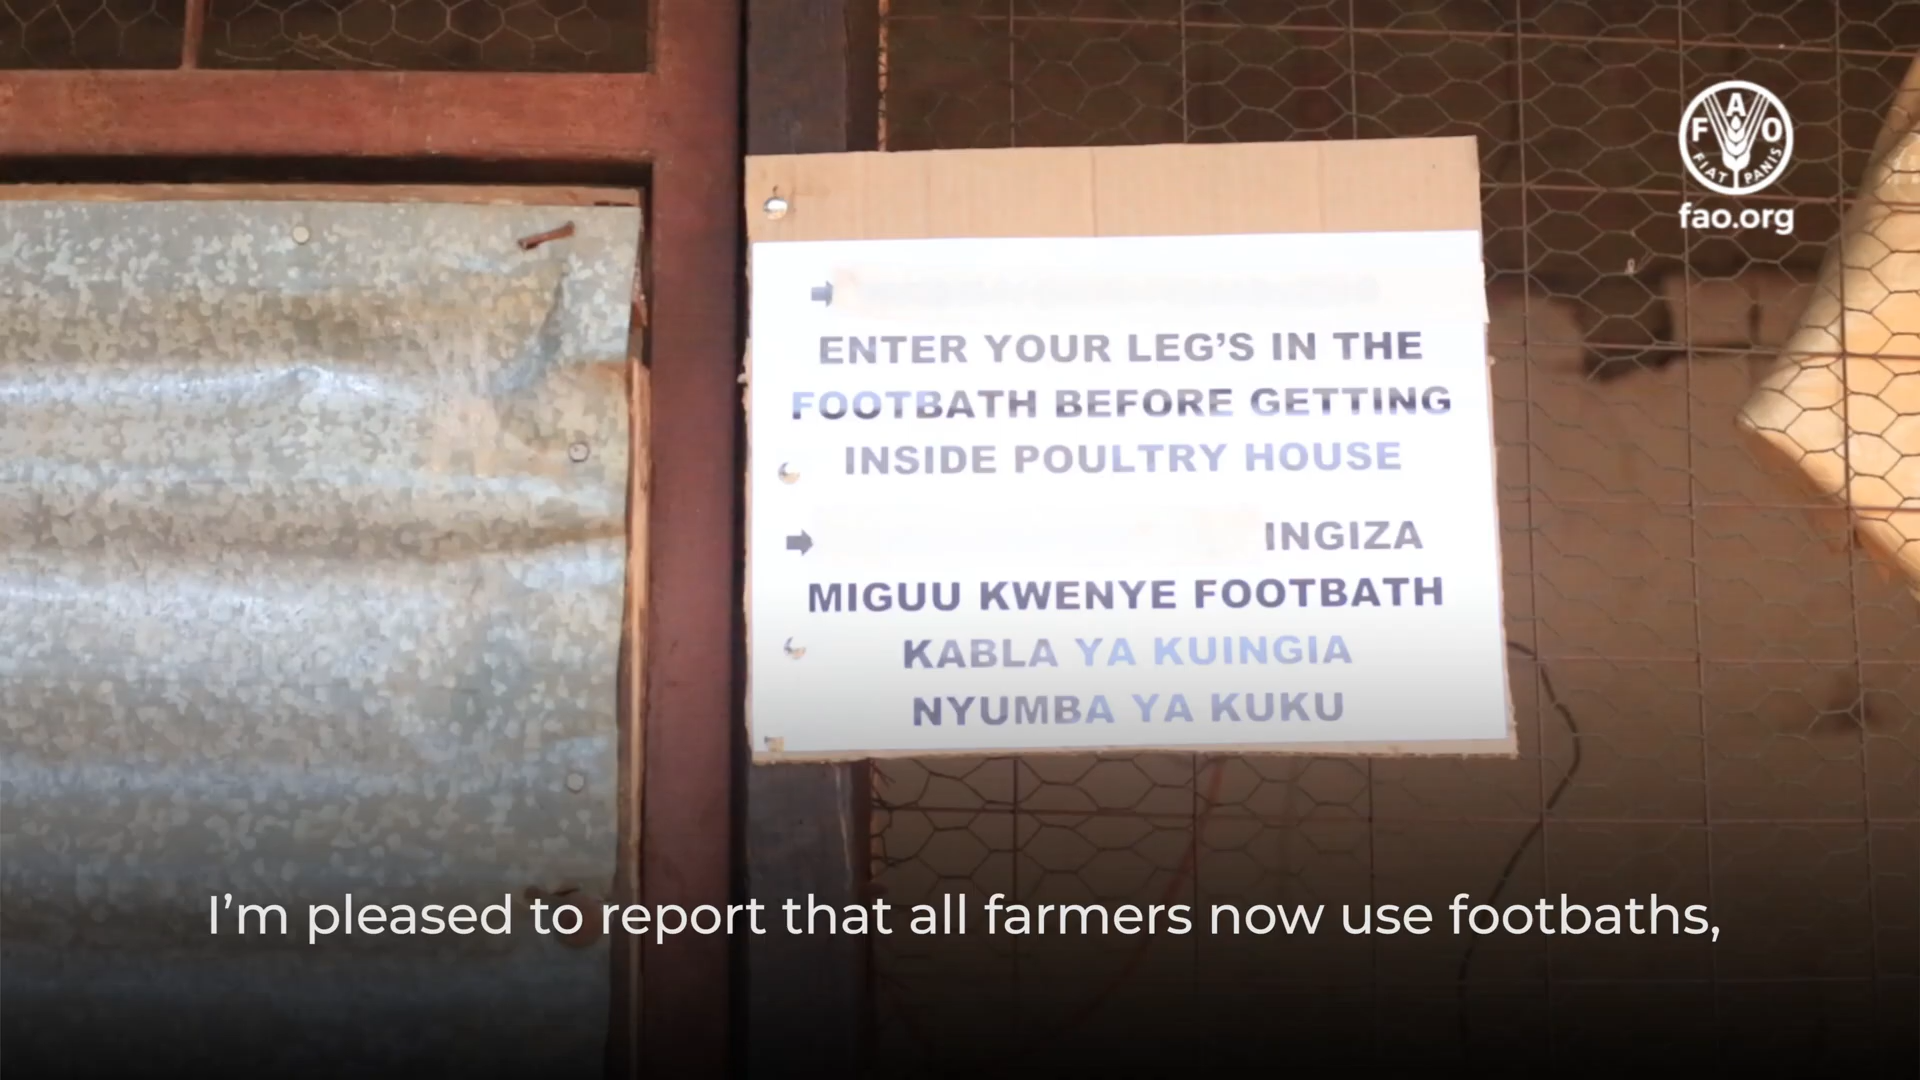 FAO
FIAT PANIS
fao.org
ENTER YOUR LEG’S IN THE
FOOTBATH BEFORE GETTING
INSIDE POULTRY HOUSE
INGIZA
MIGUU KWENYE FOOTBATH
KABLA YA KUINGIA
NYUMBA YA KUKU
I’m pleased to report that all farmers now use footbaths,